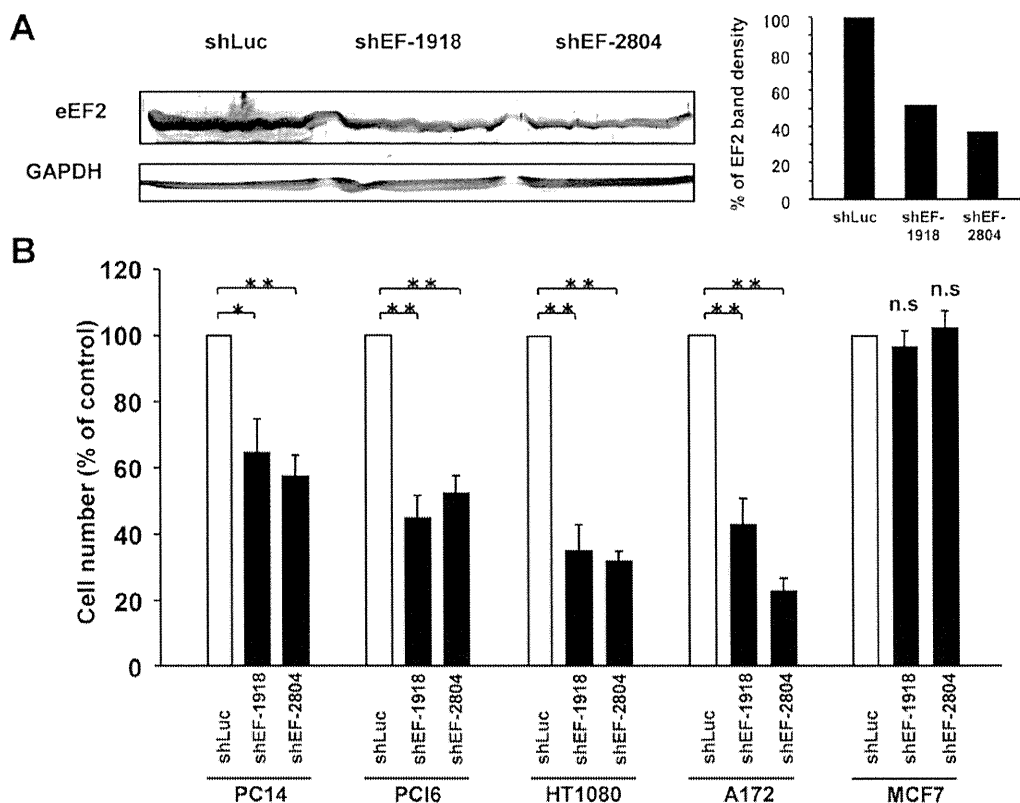 A
shLuc shEF-1918 shEF-2804
eEF2
GAPDH
% of EF2 band density
100
80
60
40
20
0
shLuc shEF-1918 shEF-2804
B
Cell number (% of control)
120
100
80
60
40
20
0
** ** ** **
* ** ** **
n.s n.s
shLuc shEF-1918 shEF-2804 shLuc shEF-1918 shEF-2804 shLuc shEF-1918 shEF-2804 shLuc shEF-1918 shEF-2804 shLuc shEF-1918 shEF-2804
PC14 PCI6 HT1080 A172 MCF7